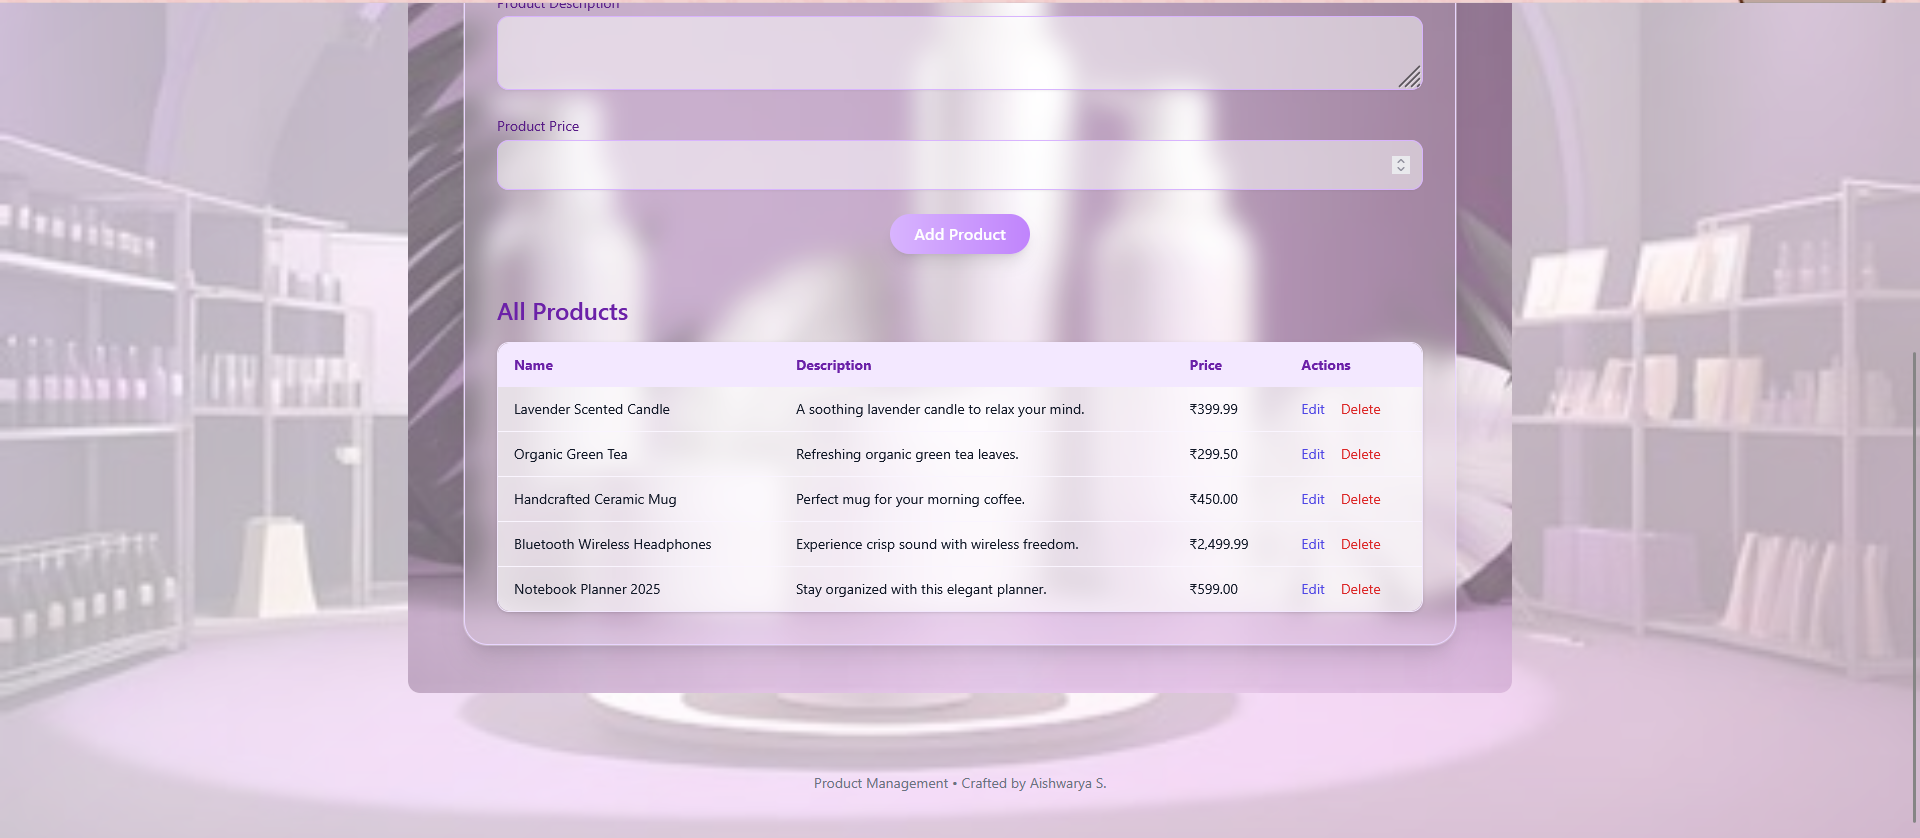 Product Description
Product Price
Add Product
All Products
Name Description Price Actions
Lavender Scented Candle A soothing lavender candle to relax your mind. ₹399.99 Edit Delete
Organic Green Tea Refreshing organic green tea leaves. ₹299.50 Edit Delete
Handcrafted Ceramic Mug Perfect mug for your morning coffee. ₹450.00 Edit Delete
Bluetooth Wireless Headphones Experience crisp sound with wireless freedom. ₹2,499.99 Edit Delete
Notebook Planner 2025 Stay organized with this elegant planner. ₹599.00 Edit Delete
Product Management • Crafted by Aishwarya S.